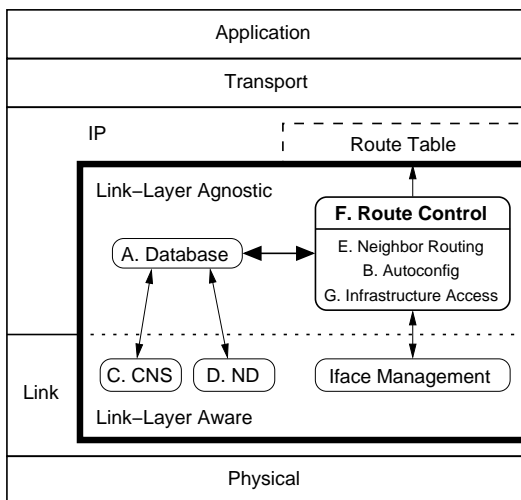 Application
Transport
IP
Route Table
Link–Layer Agnostic
F. Route Control
E. Neighbor Routing
A. Database
B. Autoconfig
G. Infrastructure Access
C. CNS
D. ND
Iface Management
Link
Link–Layer Aware
Physical